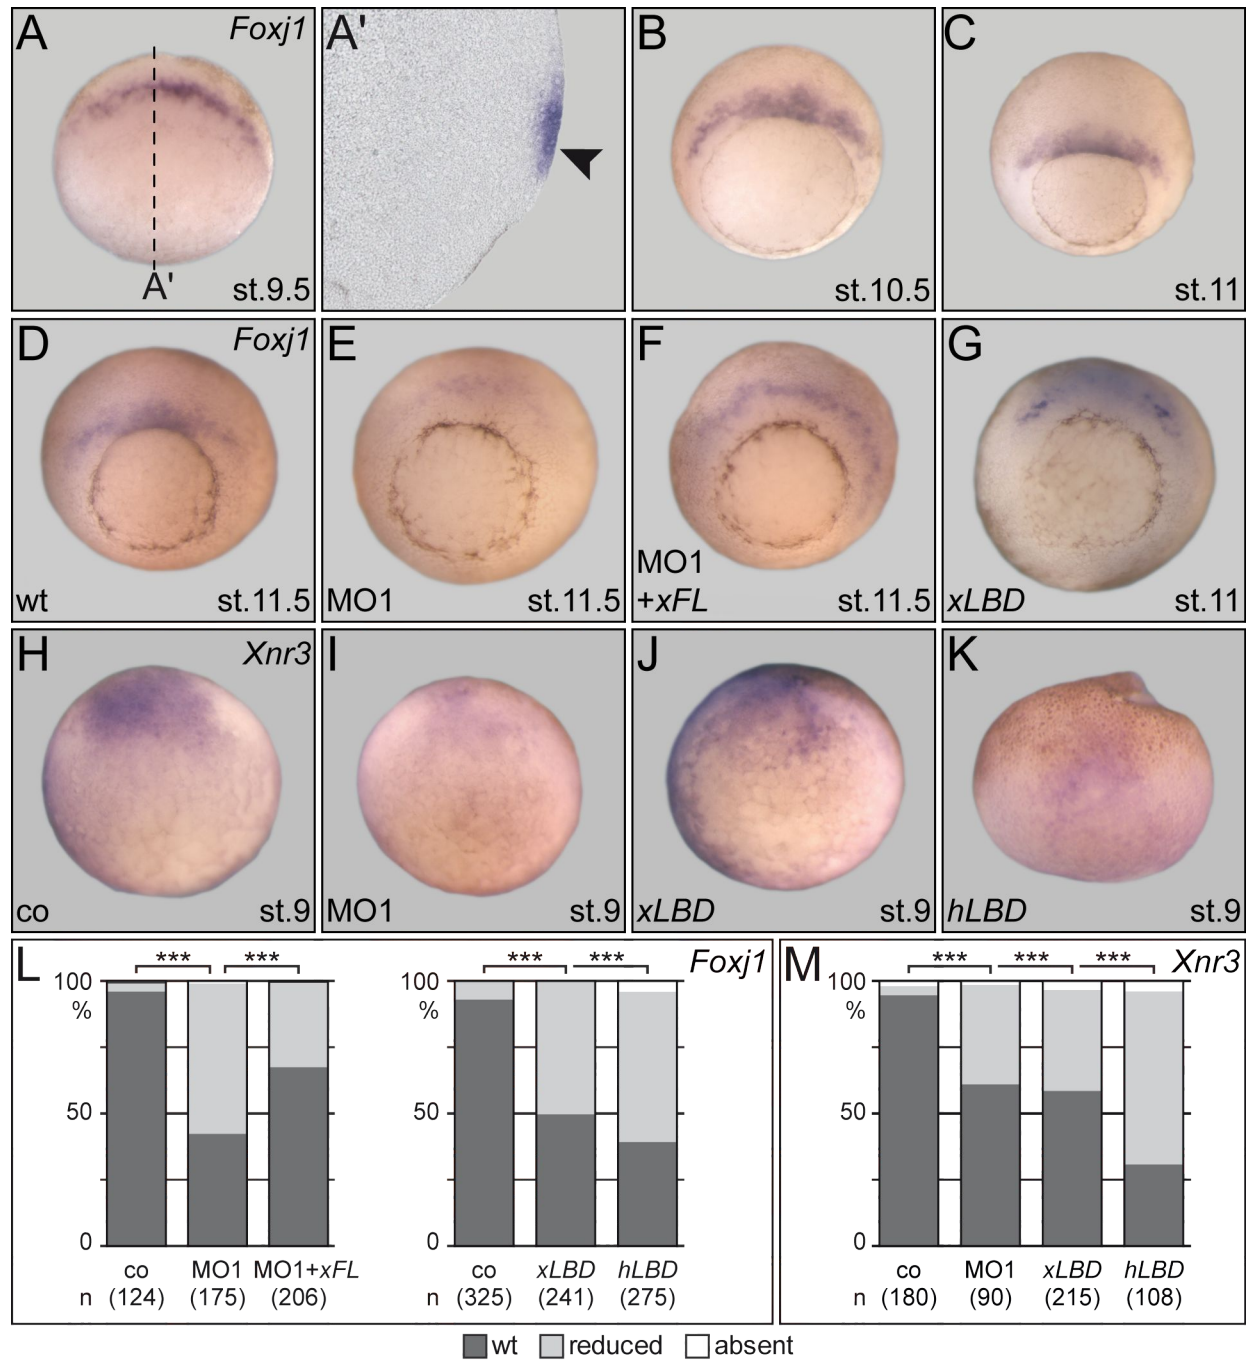 A Foxj1 A' B C
A' st.9.5 st.10.5 st.11
D Foxj1 E F G
MO1
wt st.11.5 MO1 st.11.5 +xFL st.11.5 xLBD st.11
H Xnr3 I J K
co st.9 MO1 st.9 xLBD st.9 hLBD st.9
L *** *** *** *** Foxj1 M *** *** *** Xnr3
100 100 100
% % %
50 50 50
0 0 0
co MO1 MO1+xFL co xLBD hLBD co MO1 xLBD hLBD
n (124) (175) (206) n (325) (241) (275) n (180) (90) (215) (108)
wt reduced absent